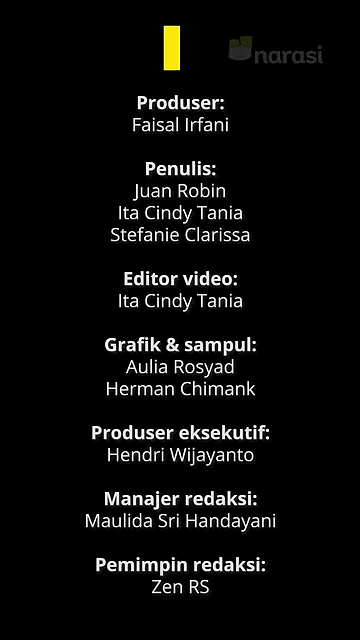 narasi
Produser:
Faisal Irfani
Penulis:
Juan Robin
Ita Cindy Tania
Stefanie Clarissa
Editor video:
Ita Cindy Tania
Grafik & sampul:
Aulia Rosyad
Herman Chimank
Produser eksekutif:
Hendri Wijayanto
Manajer redaksi:
Maulida Sri Handayani
Pemimpin redaksi:
Zen RS